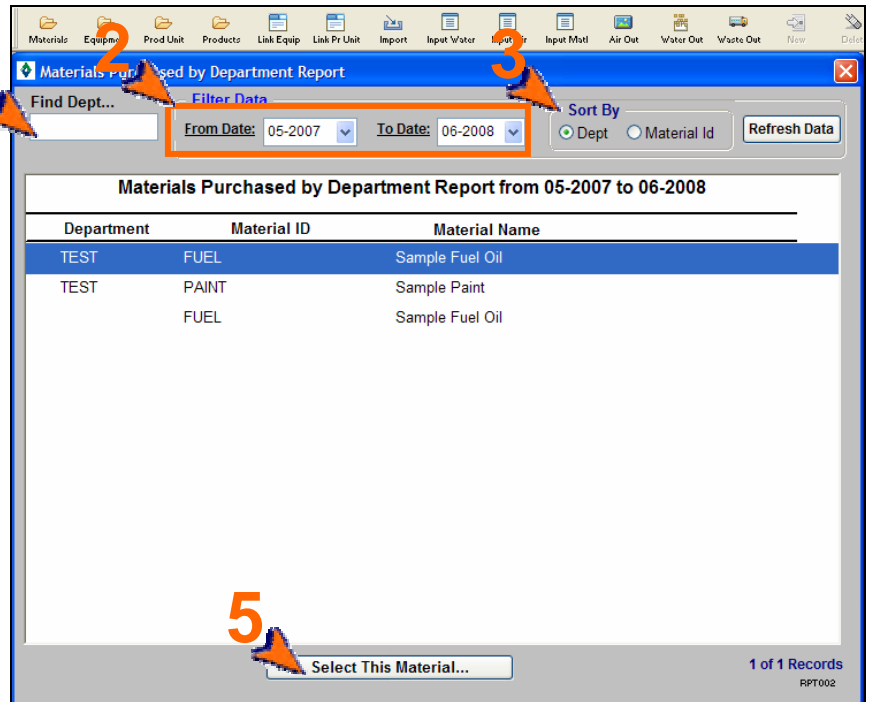 Materials Equipme Prod Unit Products Link Equip Link Pr Unit Import Input Water Input Air Input Matl Air Out Water Out Waste Out New Delet
2
3
Materials Purchased by Department Report
Find Dept...
Filter Data
From Date: 05-2007 To Date: 06-2008
Sort By
Dept Material Id
Refresh Data
Materials Purchased by Department Report from 05-2007 to 06-2008
Department Material ID Material Name
TEST FUEL Sample Fuel Oil
TEST PAINT Sample Paint
FUEL Sample Fuel Oil
5
Select This Material...
1 of 1 Records
RPT002